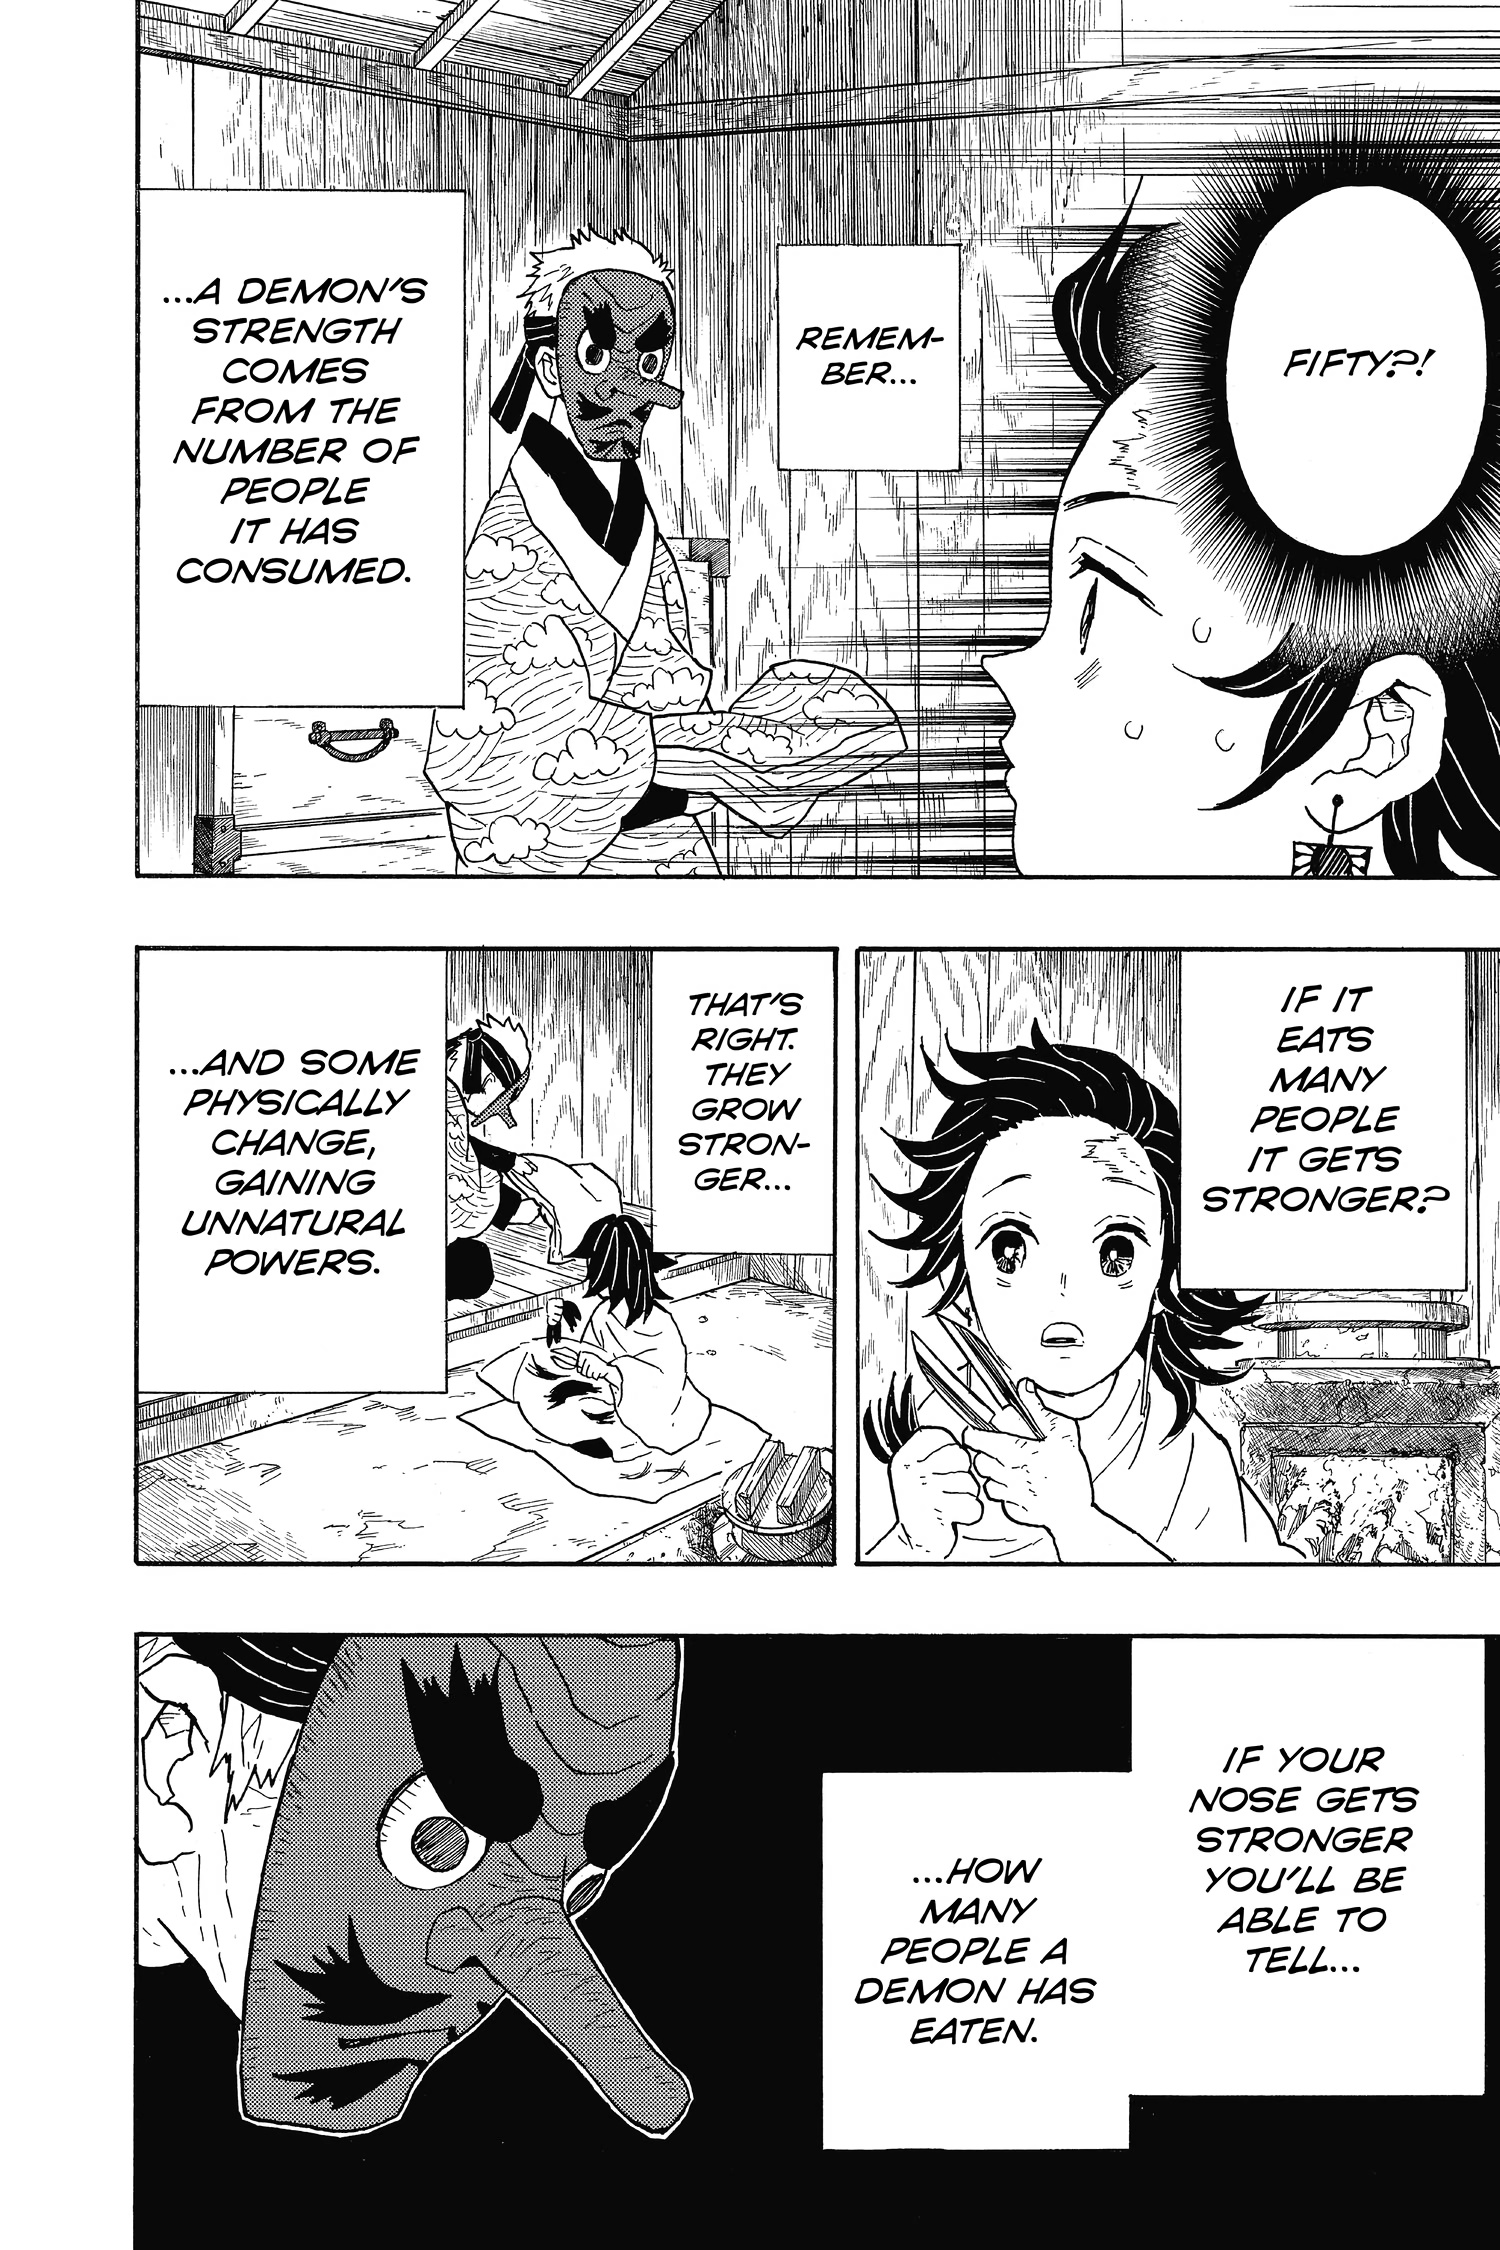 FIFTY?!
REMEM-
BER...
...A DEMON'S
STRENGTH
COMES
FROM THE
NUMBER OF
PEOPLE
IT HAS
CONSUMED.
IF IT
EATS
MANY
PEOPLE
IT GETS
STRONGER?
THAT'S
RIGHT.
THEY
GROW
STRON-
GER...
...AND SOME
PHYSICALLY
CHANGE,
GAINING
UNNATURAL
POWERS.
IF YOUR
NOSE GETS
STRONGER
YOU'LL BE
ABLE TO
TELL...
...HOW
MANY
PEOPLE A
DEMON HAS
EATEN.